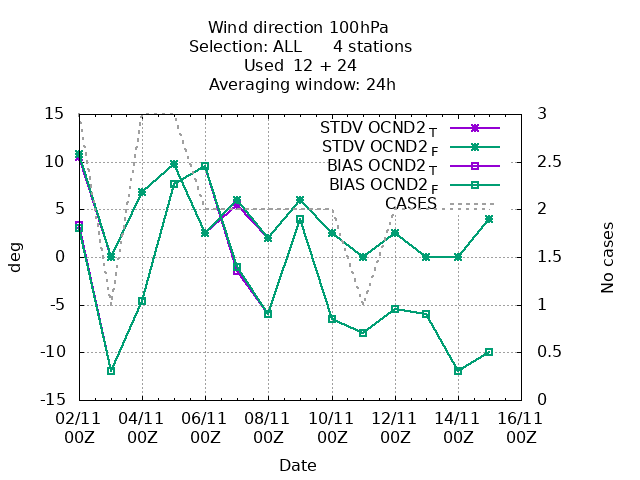 Wind direction 100hPa
Selection: ALL 4 stations
Used 12 + 24
Averaging window: 24h
STDV OCND2 T
STDV OCND2 F
BIAS OCND2 T
BIAS OCND2 F
CASES
15
10
5
0
-5
-10
-15
deg
3
2.5
2
1.5
1
0.5
0
No cases
02/11 04/11 06/11 08/11 10/11 12/11 14/11 16/11
00Z 00Z 00Z 00Z 00Z 00Z 00Z 00Z
Date